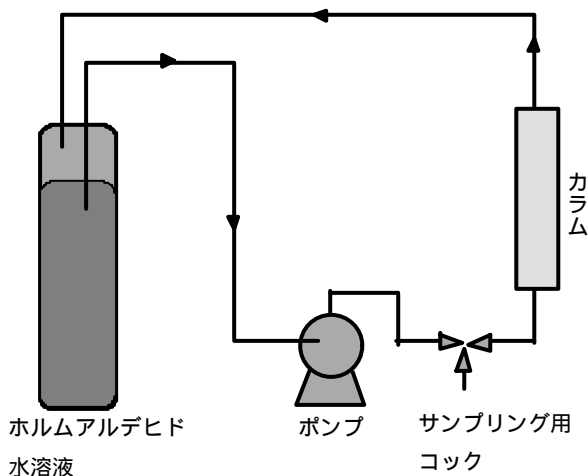 カラム
ホルムアルデヒド
水溶液
ポンプ
サンプリング用
コック